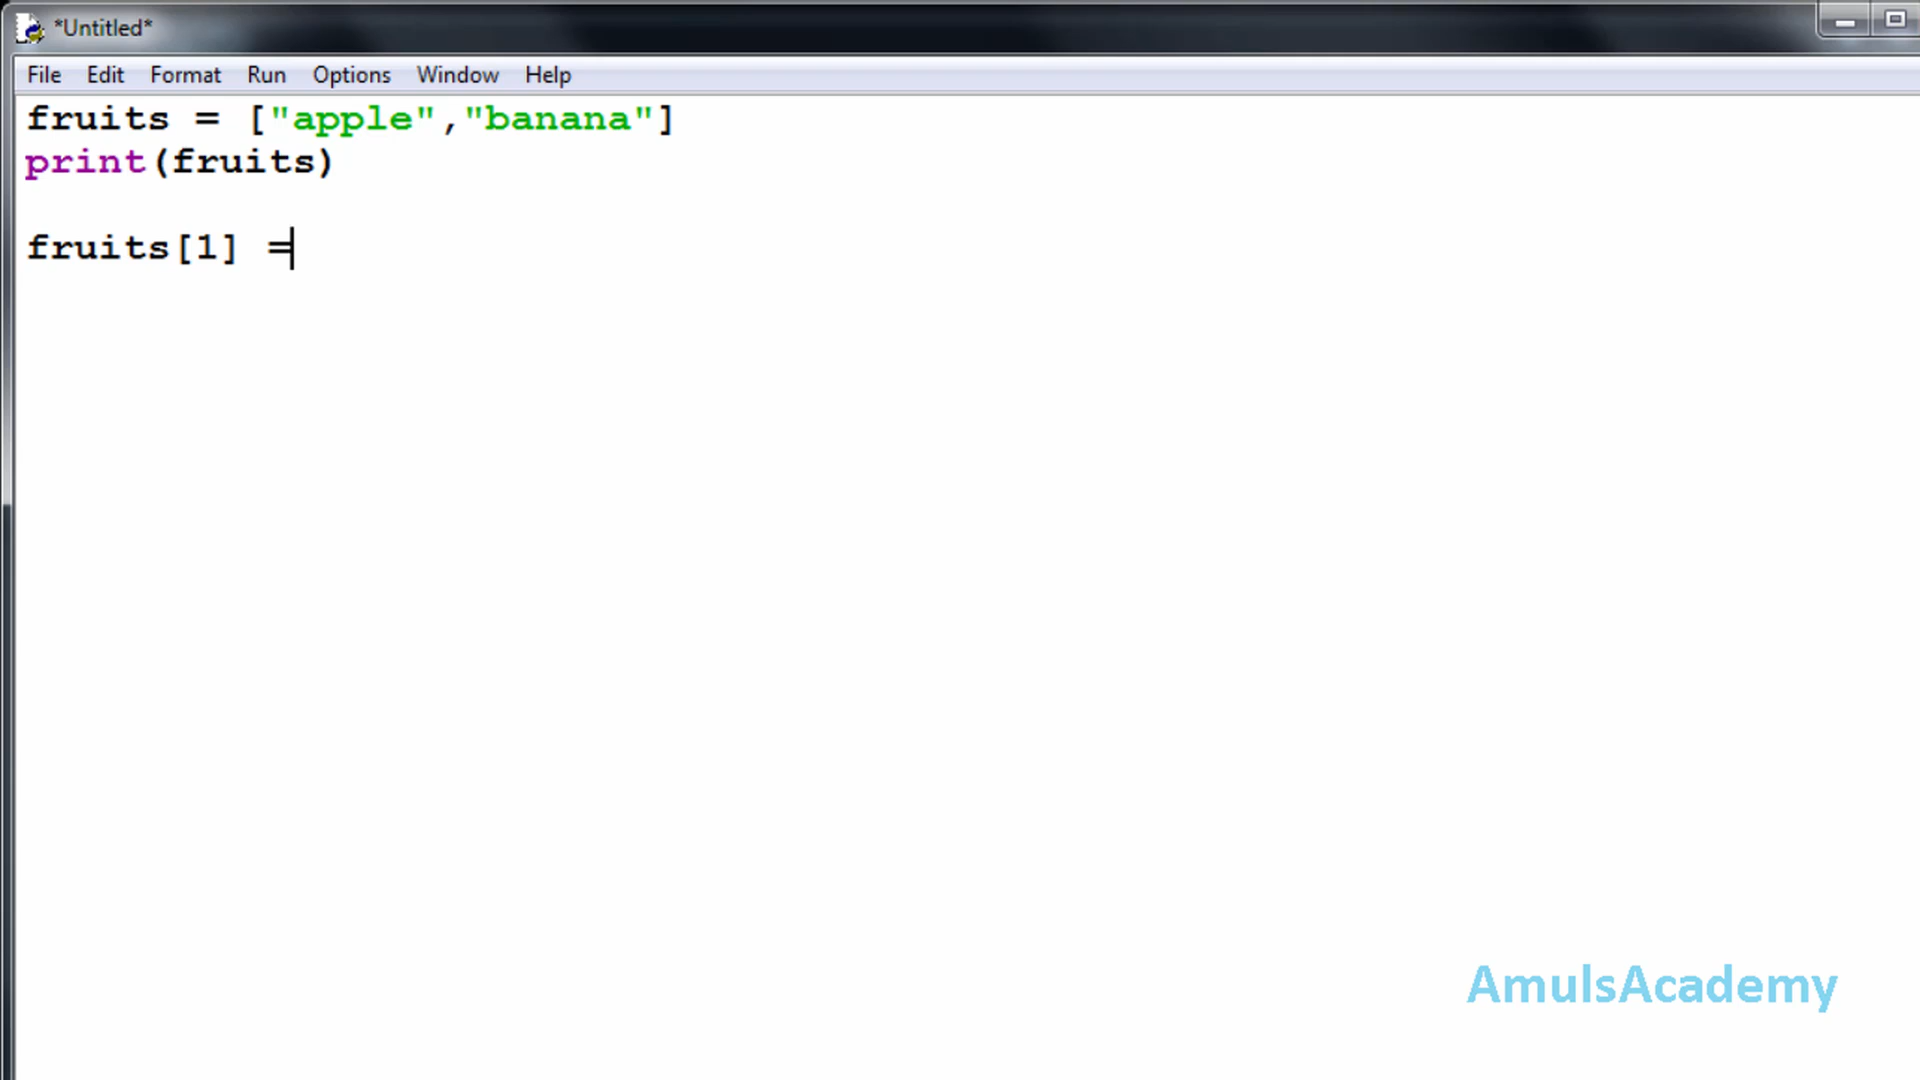 *Untitled*
File Edit Format Run Options Window Help
fruits = ["apple","banana"]
print(fruits)
fruits[1] =
AmulsAcademy